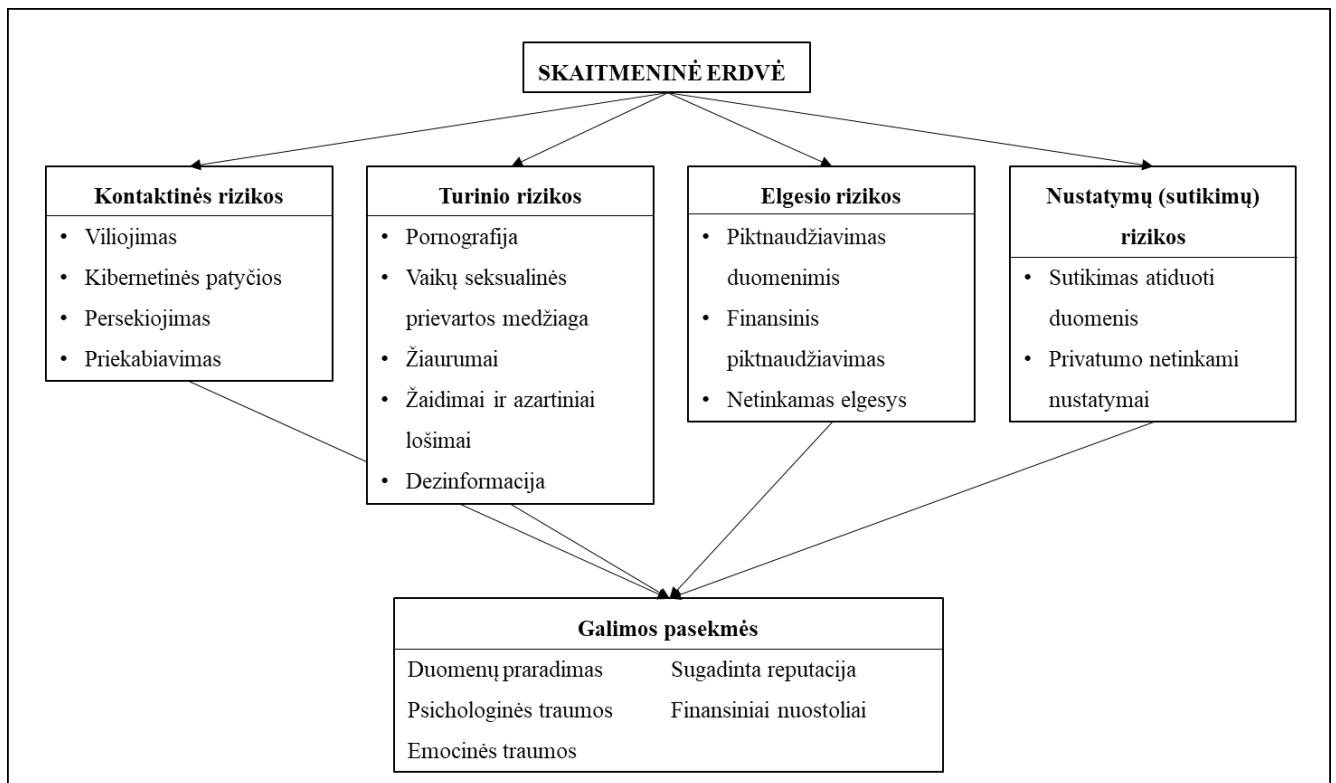 SKAITMENINĖ ERDVĖ
Kontaktinės rizikos
• Viliojimas
• Kibernetinės patyčios
• Persekiojimas
• Priekabiavimas
Turinio rizikos
• Pornografija
• Vaikų seksualinės
prievartos medžiaga
• Žiaurumai
• Žaidimai ir azartiniai
lošimai
• Dezinformacija
Elgesio rizikos
• Piktnaudžiavimas
duomenimis
• Finansinis
piktnaudžiavimas
• Netinkamas elgesys
Nustatymų (sutikimų)
rizikos
• Sutikimas atiduoti
duomenis
• Privatumo netinkami
nustatymai
Galimos pasekmės
Duomenų praradimas
Psichologinės traumos
Emocinės traumos
Sugadinta reputacija
Finansiniai nuostoliai